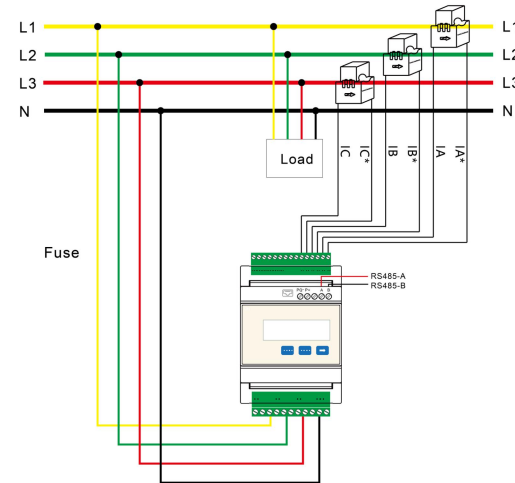 L1
L1
L2
L2
L3
L3
N
N
Load
IC
IC*
IB
IB*
IA
IA*
Fuse
RS485-A
RS485-B
A
B